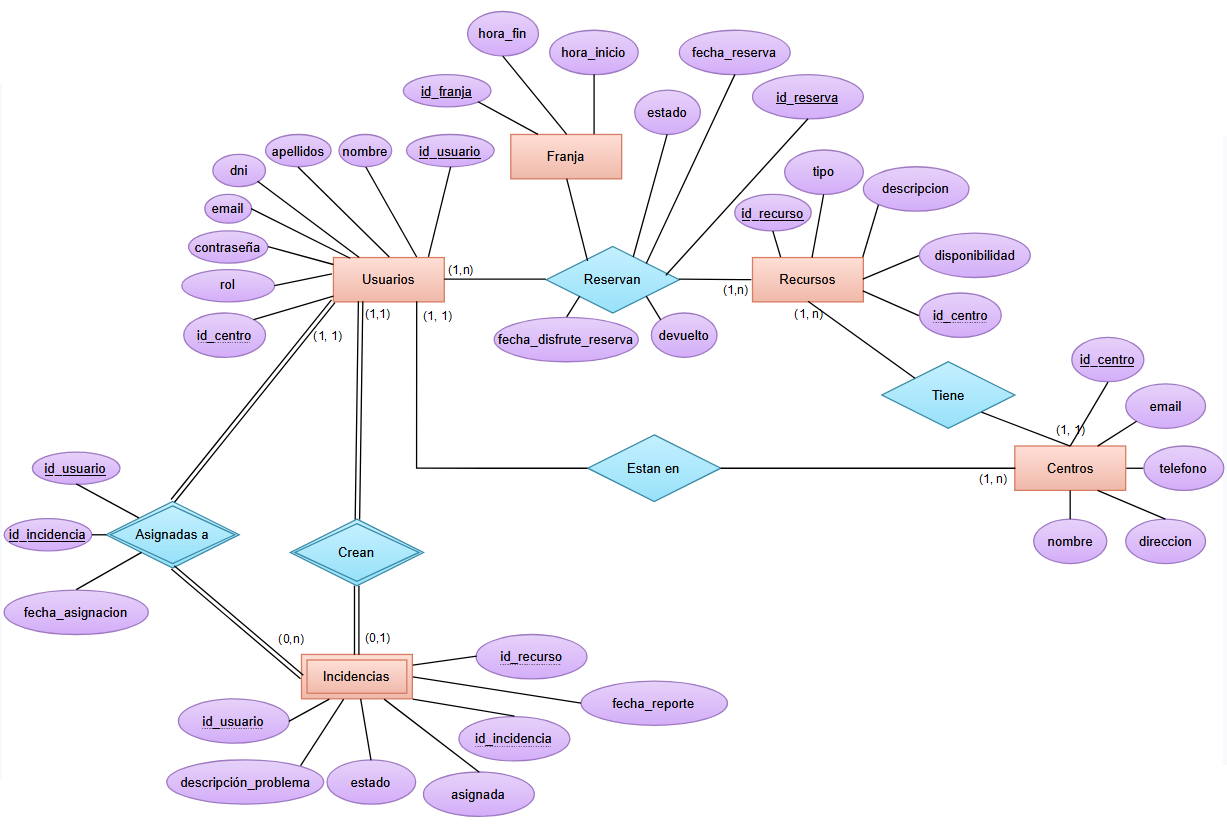 hora_fin
hora_inicio
fecha_reserva
id_franja
id_reserva
estado
apellidos
nombre
id_usuario
Franja
dni
tipo
descripcion
email
id_recurso
contraseña
disponibilidad
rol
Usuarios
(1,n)
Reservan
(1,n)
Recursos
id_centro
(1,1)
(1, 1)
(1, n)
id_centro
(1, 1)
fecha_disfrute_reserva
devuelto
id_centro
Tiene
email
(1, 1)
id_usuario
Estan en
Centros
telefono
(1, n)
id_incidencia
Asignadas a
Crean
nombre
direccion
fecha_asignacion
(0,n)
(0,1)
id_recurso
Incidencias
fecha_reporte
id_usuario
id_incidencia
descripción_problema
estado
asignada